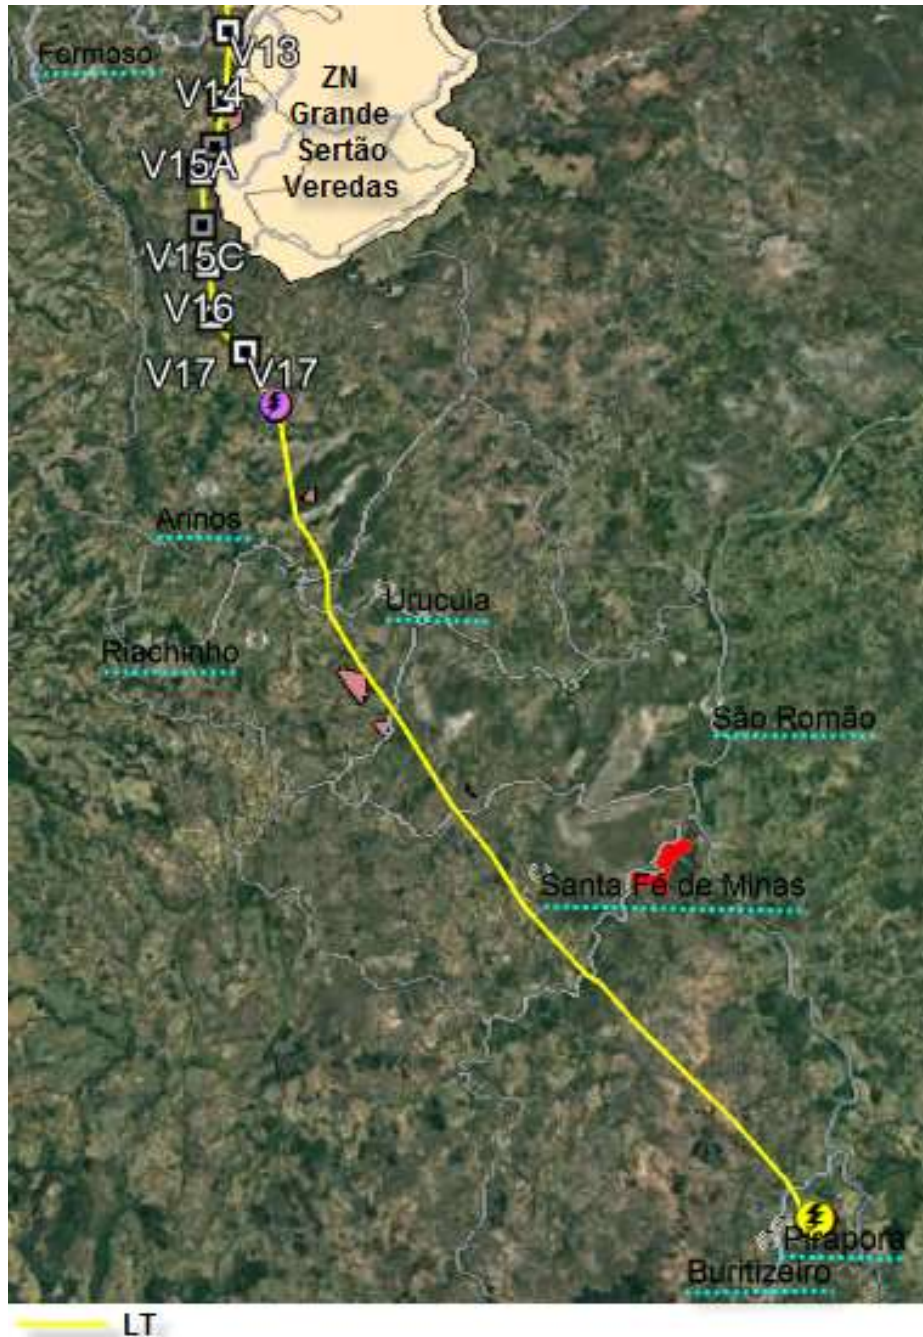 V13
Formoso
ZN
Grande
Sertão
Veredas
V14
V15A
V15C
V16
V17
V17
Arinos
Urucuia
Riachinho
São Romão
Santa Fé de Minas
Pirapora
Buritizeiro
LT